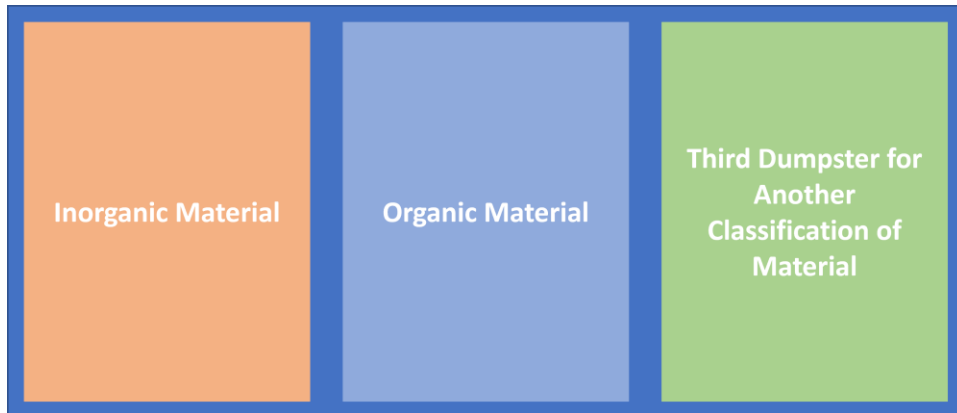 Inorganic Material
Organic Material
Third Dumpster for
Another
Classification of
Material